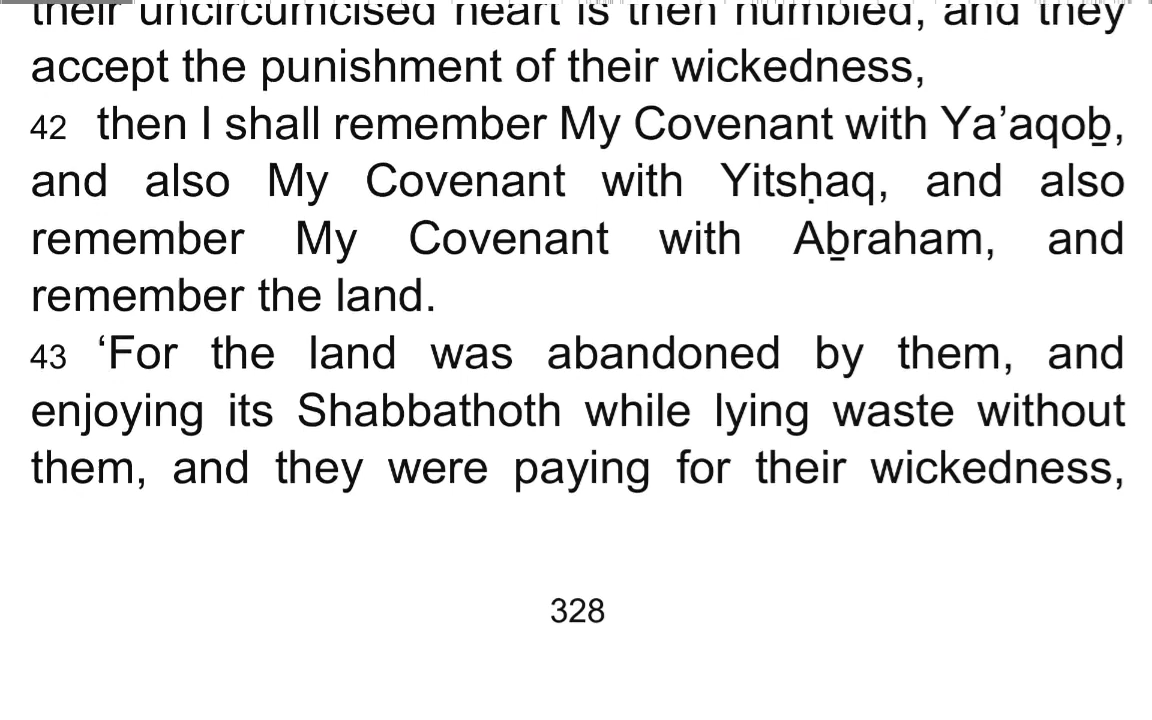 their uncircumcised heart is then humbled, and they
accept the punishment of their wickedness,
42 then I shall remember My Covenant with Ya’aqoḇ,
and also My Covenant with Yitsḥaq, and also
remember My Covenant with Aḇraham, and
remember the land.
43 ‘For the land was abandoned by them, and
enjoying its Shabbathoth while lying waste without
them, and they were paying for their wickedness,
328